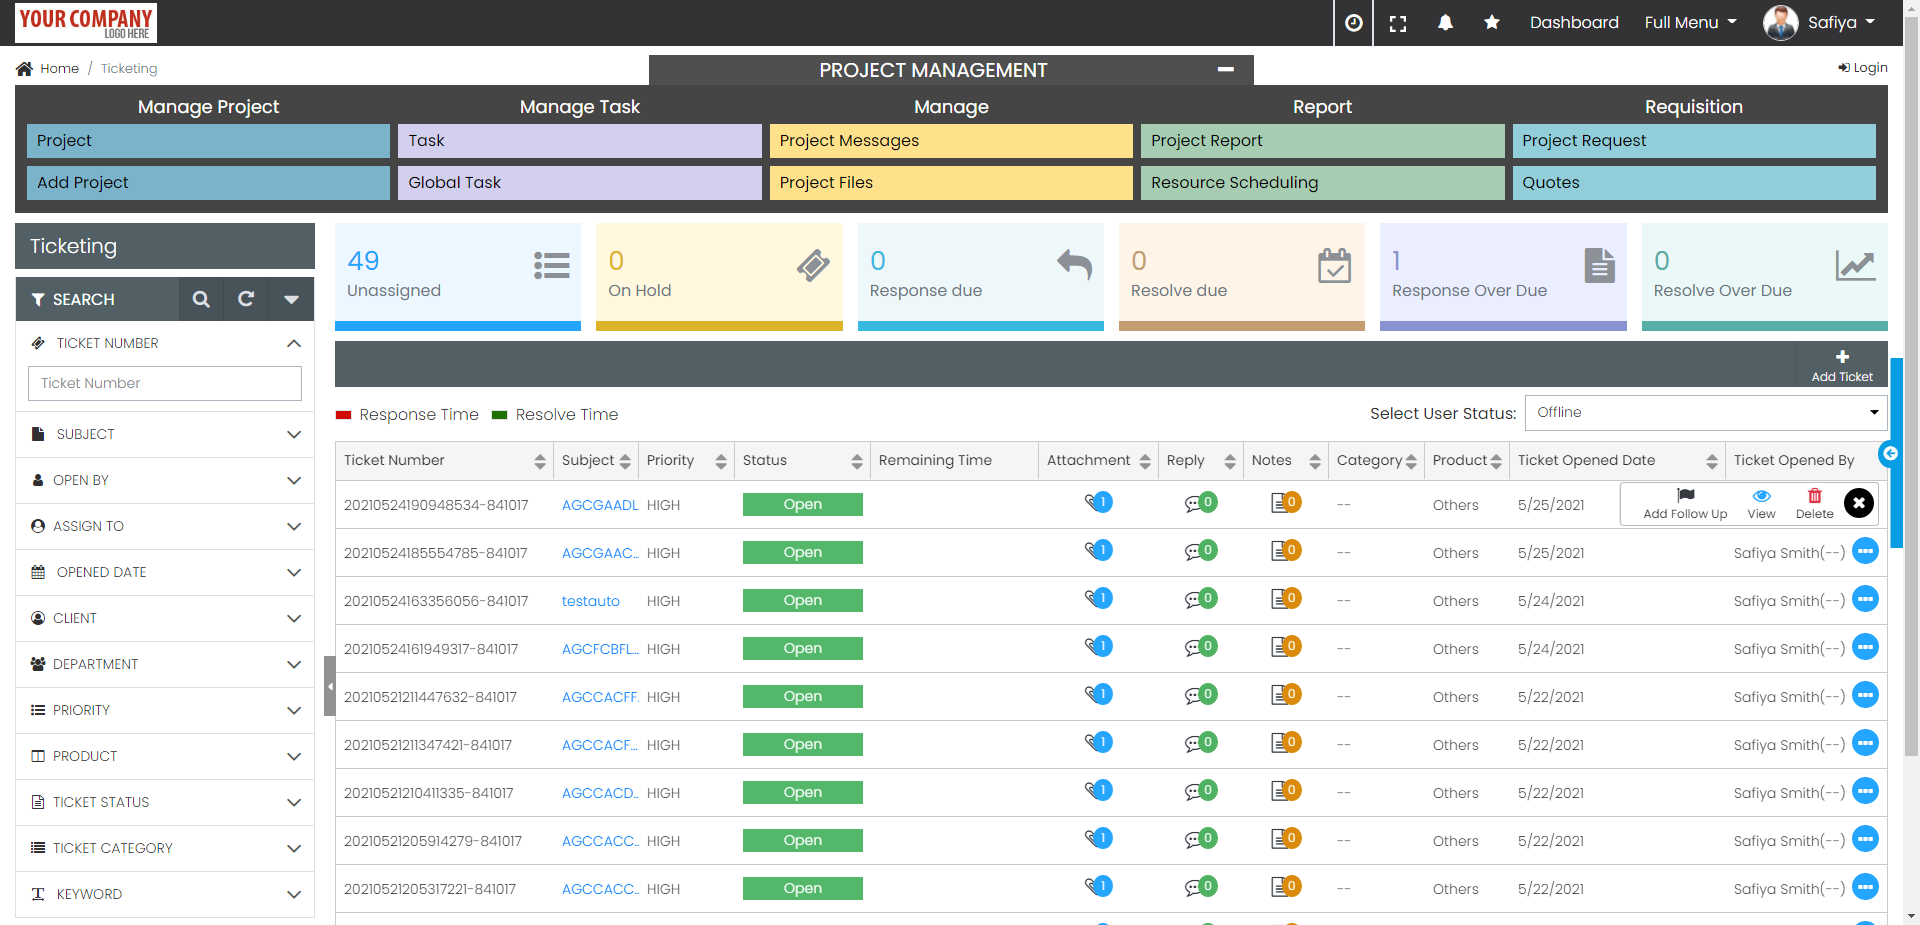 YOUR COMPANY
LOGO HERE
Dashboard
Full Menu
Safiya
Home / Ticketing
PROJECT MANAGEMENT
Login
Manage Project
Manage Task
Manage
Report
Requisition
Project
Task
Project Messages
Project Report
Project Request
Add Project
Global Task
Project Files
Resource Scheduling
Quotes
Ticketing
49
Unassigned
0
On Hold
0
Response due
0
Resolve due
1
Response Over Due
0
Resolve Over Due
SEARCH
TICKET NUMBER
Ticket Number
SUBJECT
OPEN BY
ASSIGN TO
OPENED DATE
CLIENT
DEPARTMENT
PRIORITY
PRODUCT
TICKET STATUS
TICKET CATEGORY
KEYWORD
Add Ticket
Response Time Resolve Time
Select User Status: Offline
Ticket Number Subject Priority Status Remaining Time Attachment Reply Notes Category Product Ticket Opened Date Ticket Opened By
20210524190948534-841017 AGCGAADL HIGH Open 1 0 0 -- Others 5/25/2021 Add Follow Up View Delete
20210524185554785-841017 AGCGAAC... HIGH Open 1 0 0 -- Others 5/25/2021 Safiya Smith(--)
20210524163356056-841017 testauto HIGH Open 1 0 0 -- Others 5/24/2021 Safiya Smith(--)
20210524161949317-841017 AGCFCBFL... HIGH Open 1 0 0 -- Others 5/24/2021 Safiya Smith(--)
20210521211447632-841017 AGCCACFF. HIGH Open 1 0 0 -- Others 5/22/2021 Safiya Smith(--)
20210521211347421-841017 AGCCACF... HIGH Open 1 0 0 -- Others 5/22/2021 Safiya Smith(--)
20210521210411335-841017 AGCCACD.. HIGH Open 1 0 0 -- Others 5/22/2021 Safiya Smith(--)
20210521205914279-841017 AGCCACC.. HIGH Open 1 0 0 -- Others 5/22/2021 Safiya Smith(--)
20210521205317221-841017 AGCCACC.. HIGH Open 1 0 0 -- Others 5/22/2021 Safiya Smith(--)